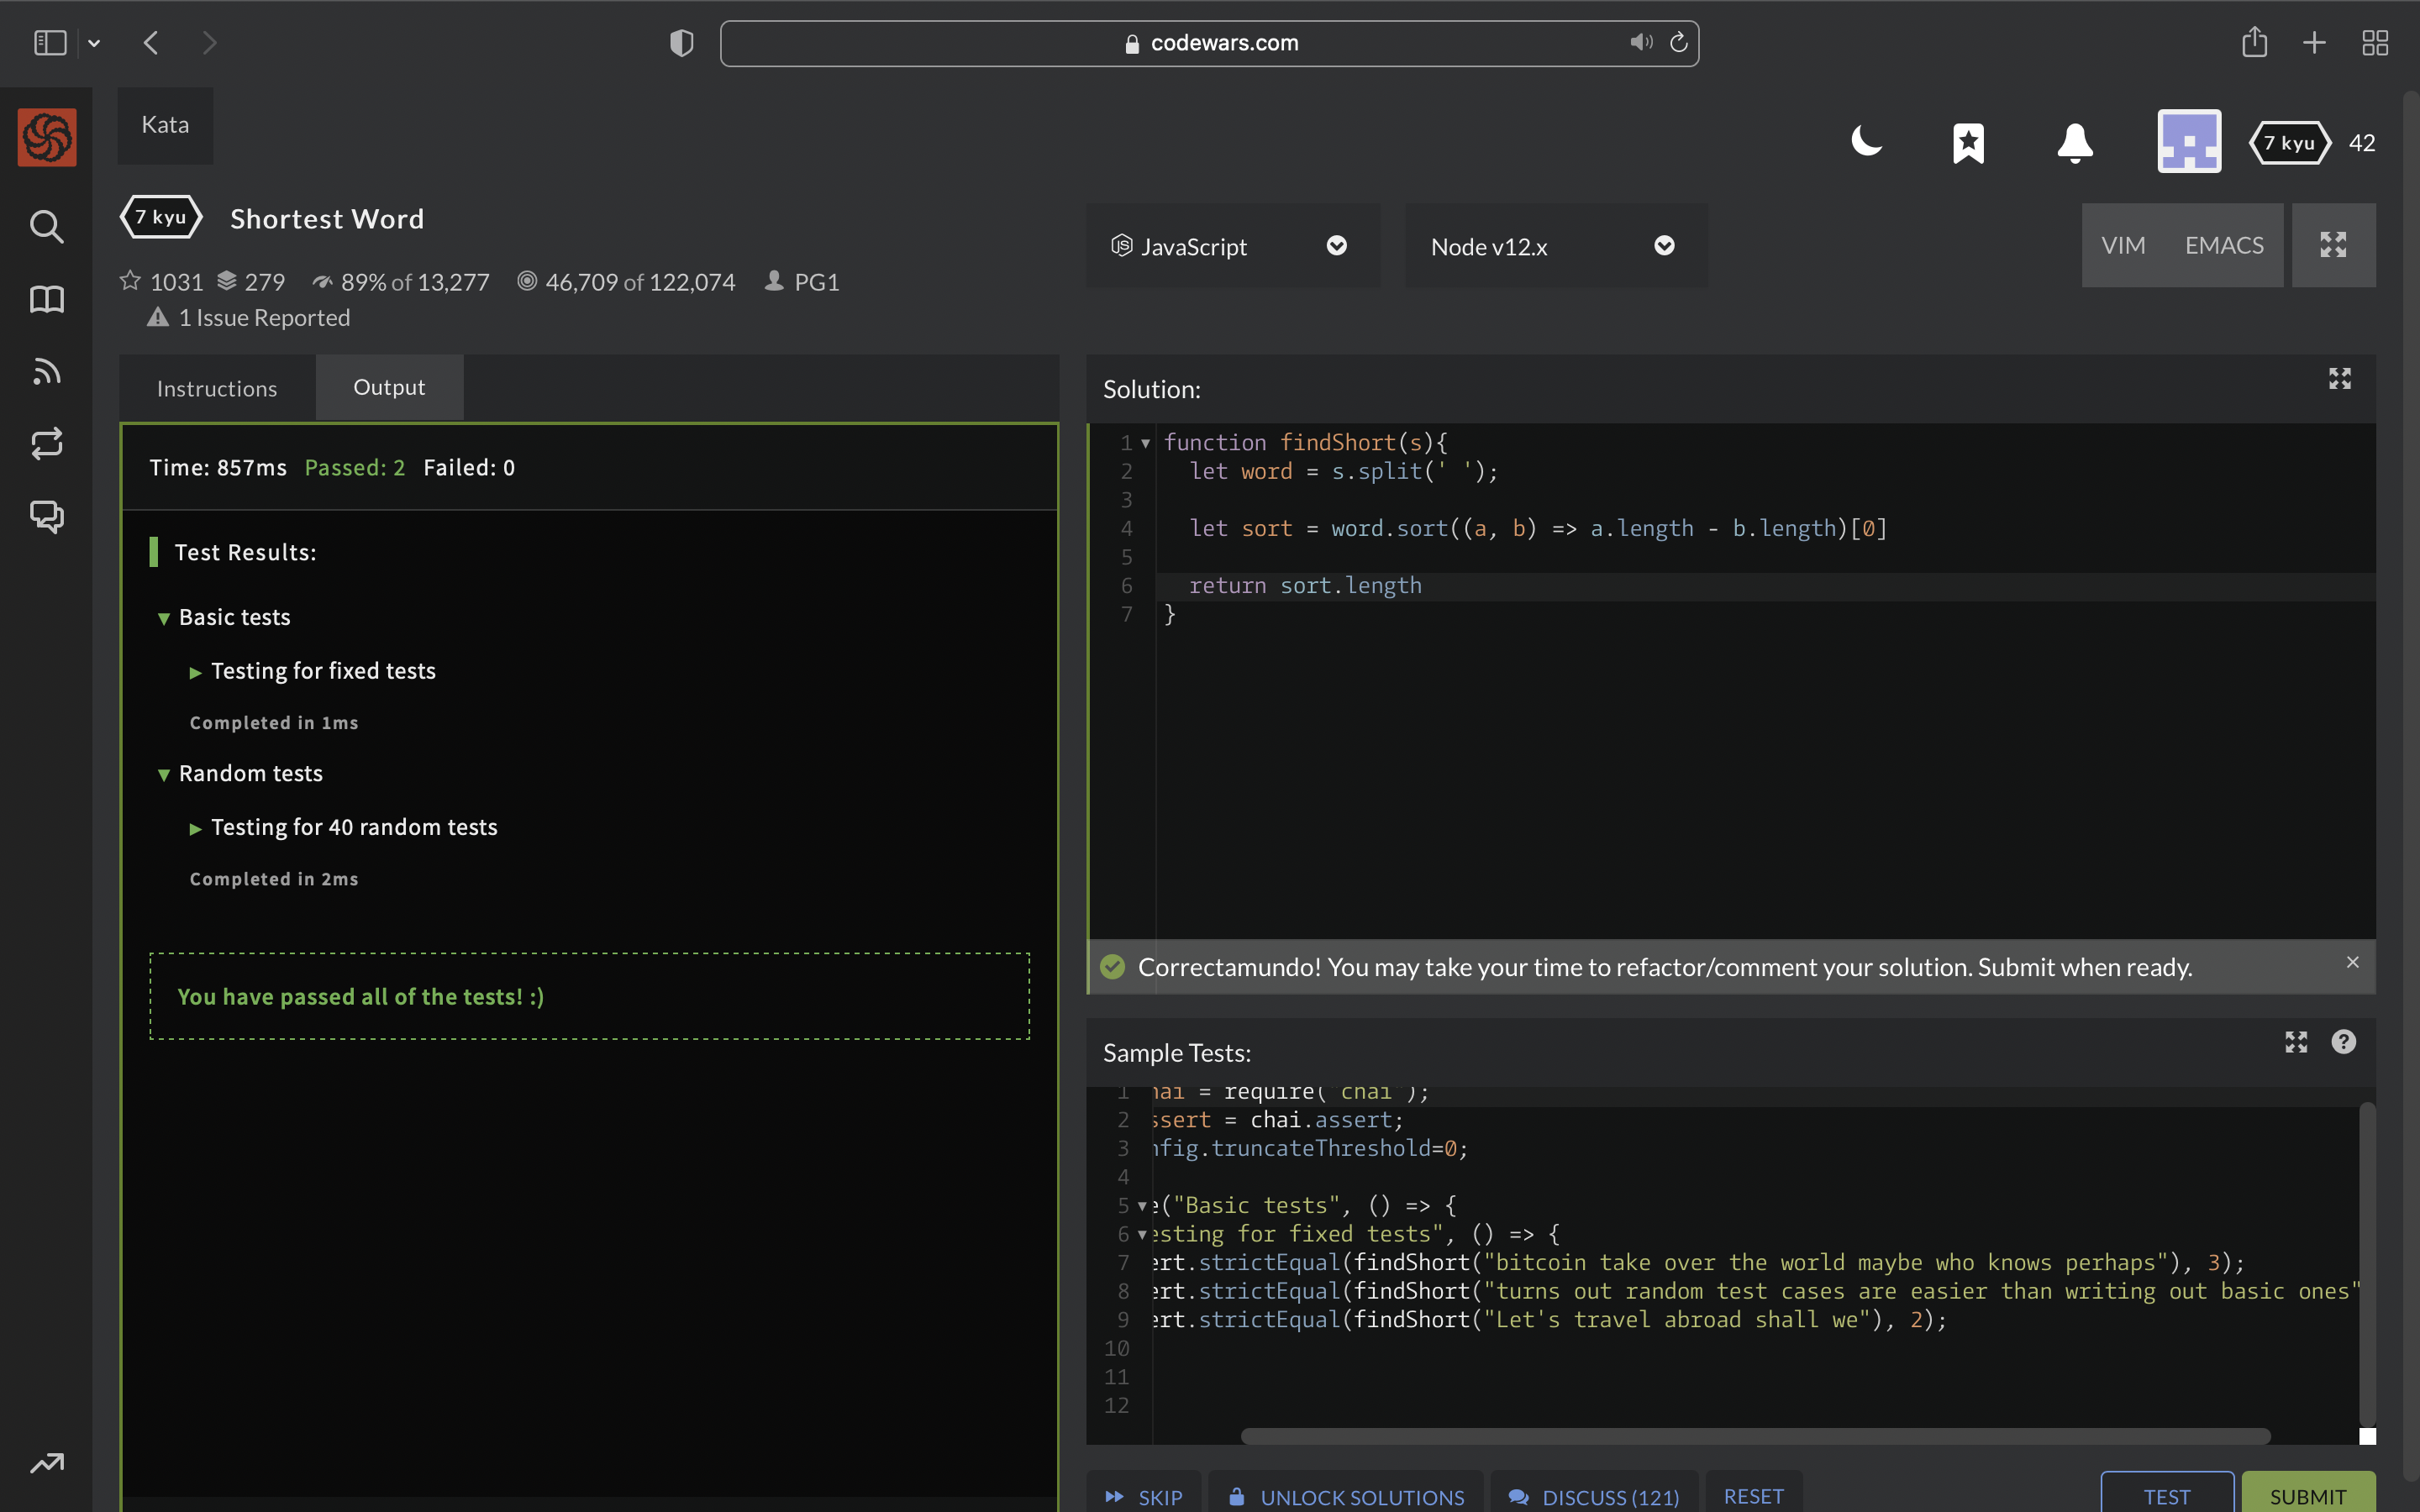 codewars.com
Kata
7 kyu 42
7 kyu Shortest Word
1031 279 89% of 13,277 46,709 of 122,074 PG1
1 Issue Reported
JavaScript
Node v12.x
VIM EMACS
Instructions Output
Time: 857ms Passed: 2 Failed: 0
Test Results:
▼ Basic tests
▶ Testing for fixed tests
Completed in 1ms
▼ Random tests
▶ Testing for 40 random tests
Completed in 2ms
You have passed all of the tests! :)
Solution:
1 function findShort(s){
2 let word = s.split(' ');
3
4 let sort = word.sort((a, b) => a.length - b.length)[0]
5
6 return sort.length
7 }
Correctamundo! You may take your time to refactor/comment your solution. Submit when ready. ×
Sample Tests:
1 hai = require("chai");
2 ssert = chai.assert;
3 nfig.truncateThreshold=0;
4
5 e("Basic tests", () => {
6 esting for fixed tests", () => {
7 ert.strictEqual(findShort("bitcoin take over the world maybe who knows perhaps"), 3);
8 ert.strictEqual(findShort("turns out random test cases are easier than writing out basic ones"
9 ert.strictEqual(findShort("Let's travel abroad shall we"), 2);
10
11
12
SKIP UNLOCK SOLUTIONS DISCUSS (121) RESET TEST SUBMIT